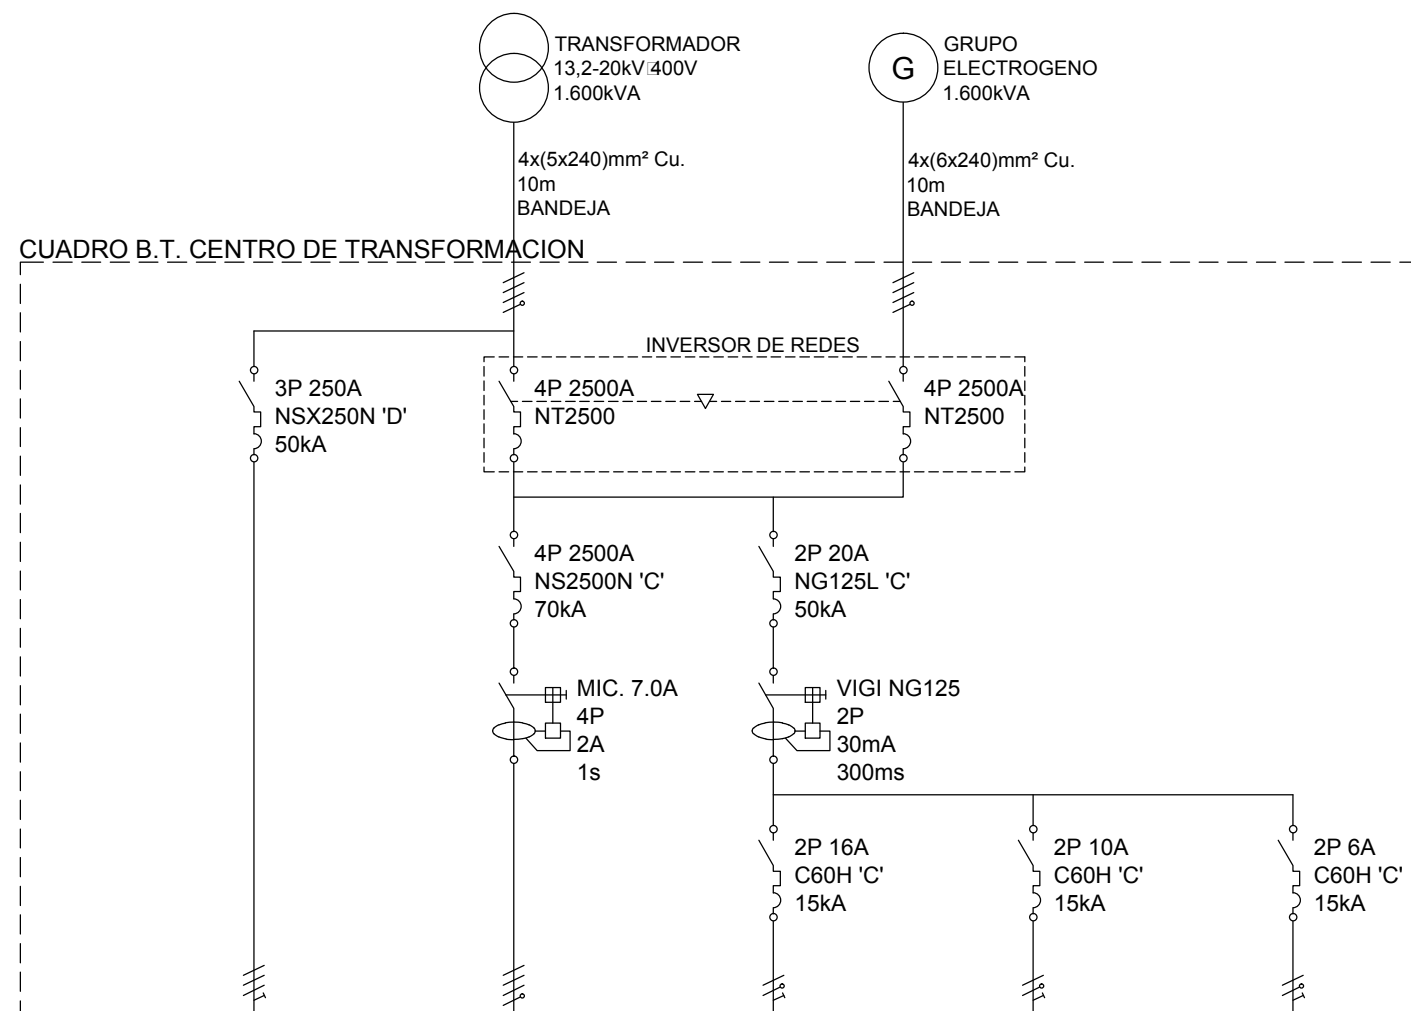 TRANSFORMADOR
13,2-20kV 400V
1.600kVA
G
GRUPO
ELECTROGENO
1.600kVA
4x(5x240)mm² Cu.
10m
BANDEJA
4x(6x240)mm² Cu.
10m
BANDEJA
CUADRO B.T. CENTRO DE TRANSFORMACION
INVERSOR DE REDES
3P 250A
NSX250N 'D'
50kA
4P 2500A
NT2500
4P 2500A
NT2500
4P 2500A
NS2500N 'C'
70kA
2P 20A
NG125L 'C'
50kA
MIC. 7.0A
4P
2A
1s
VIGI NG125
2P
30mA
300ms
2P 16A
C60H 'C'
15kA
2P 10A
C60H 'C'
15kA
2P 6A
C60H 'C'
15kA